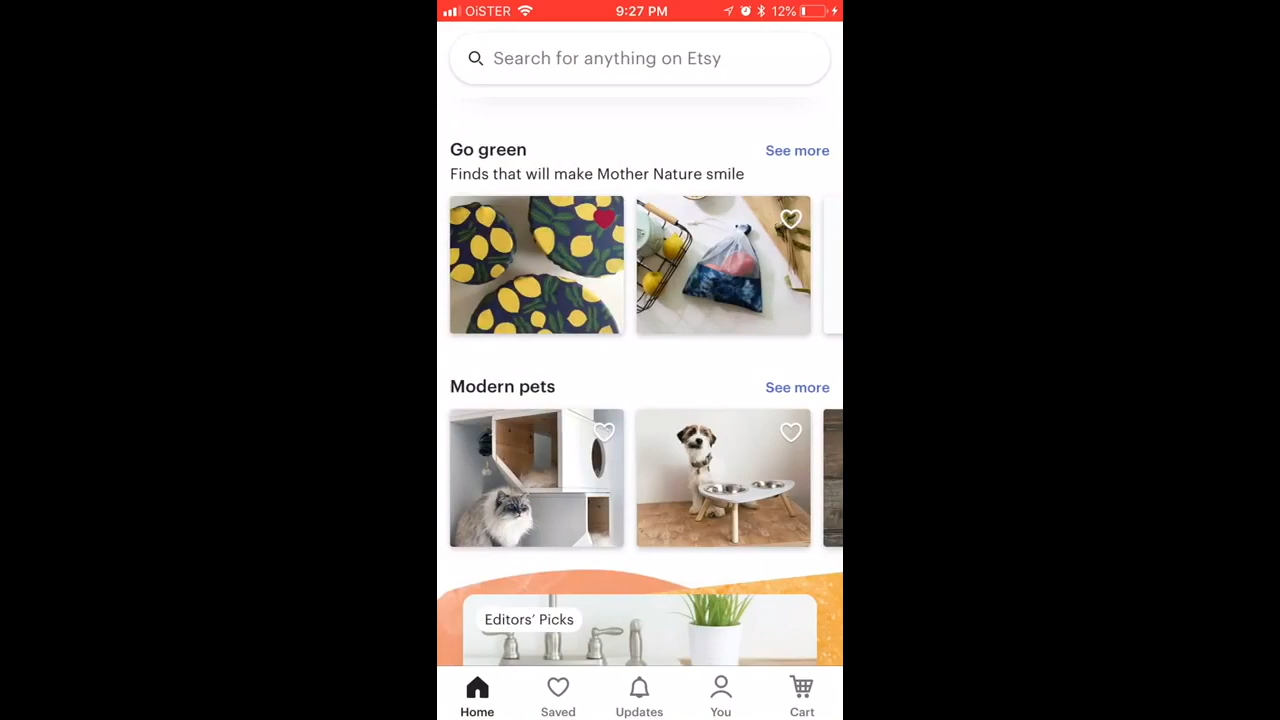 OiSTER 9:27 PM 12%
Search for anything on Etsy
Go green See more
Finds that will make Mother Nature smile
Modern pets See more
Editors’ Picks
Home Saved Updates You Cart